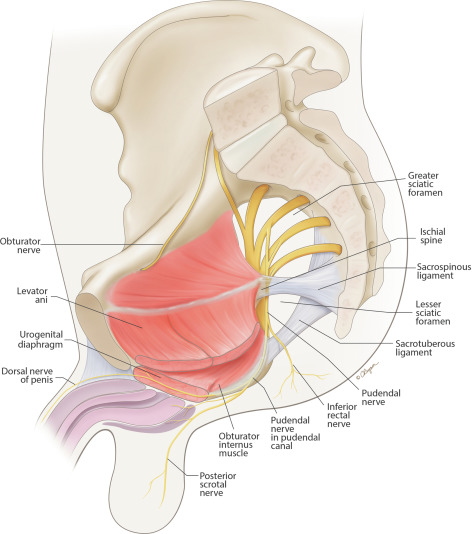 Greater
sciatic
foramen
Ischial
spine
Obturator
nerve
Sacrospinous
ligament
Levator
ani
Lesser
sciatic
foramen
Urogenital
diaphragm
Sacrotuberous
ligament
Dorsal nerve
of penis
Pudendal
nerve
Inferior
rectal
nerve
Pudendal
nerve
in pudendal
canal
Obturator
internus
muscle
Posterior
scrotal
nerve